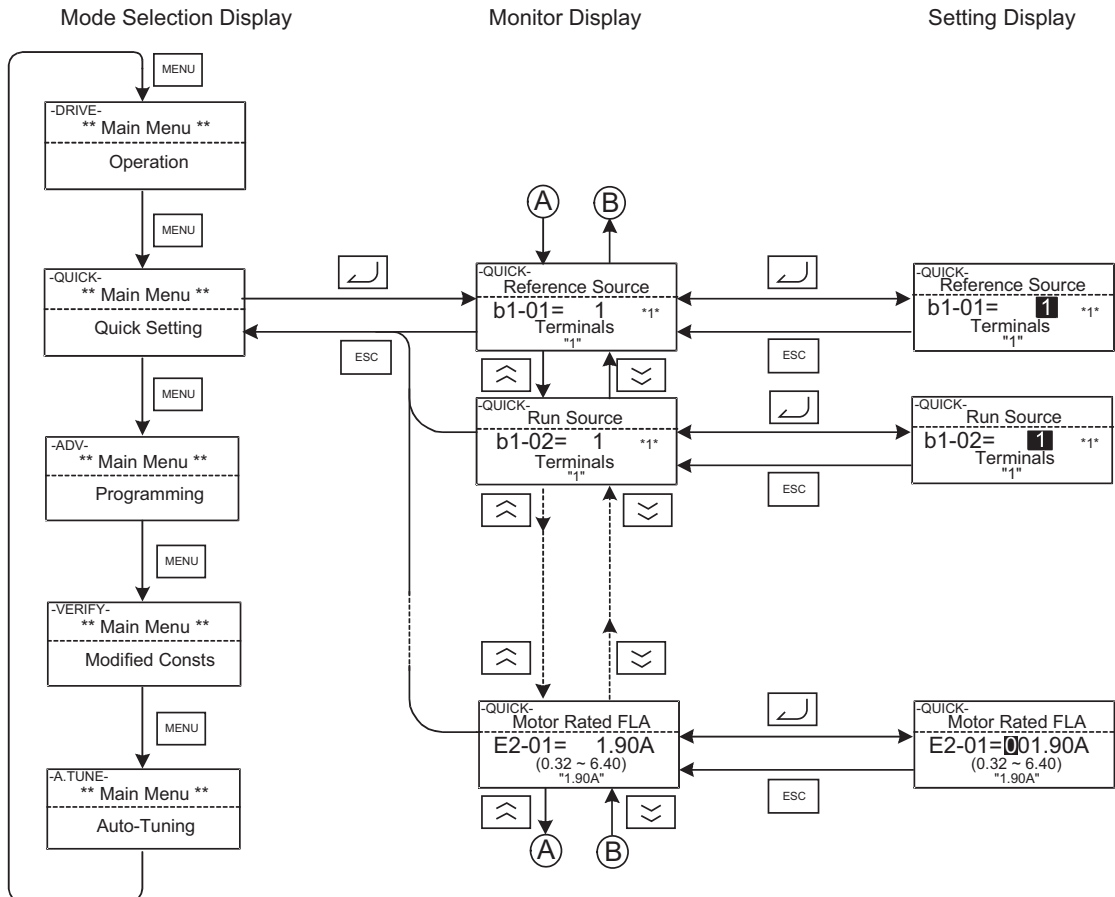 Mode Selection Display
Monitor Display
Setting Display
MENU
-DRIVE-
** Main Menu **
Operation
MENU
-QUICK-
** Main Menu **
Quick Setting
MENU
-ADV-
** Main Menu **
Programming
MENU
-VERIFY-
** Main Menu **
Modified Consts
MENU
-A.TUNE-
** Main Menu **
Auto-Tuning
ESC
A
B
-QUICK-
Reference Source
b1-01= 1 *1*
Terminals
"1"
-QUICK-
Run Source
b1-02= 1 *1*
Terminals
"1"
-QUICK-
Motor Rated FLA
E2-01= 1.90A
(0.32 ~ 6.40)
"1.90A"
A
B
ESC
ESC
ESC
-QUICK-
Reference Source
b1-01= 1 *1*
Terminals
"1"
-QUICK-
Run Source
b1-02= 1 *1*
Terminals
"1"
-QUICK-
Motor Rated FLA
E2-01=001.90A
(0.32 ~ 6.40)
"1.90A"